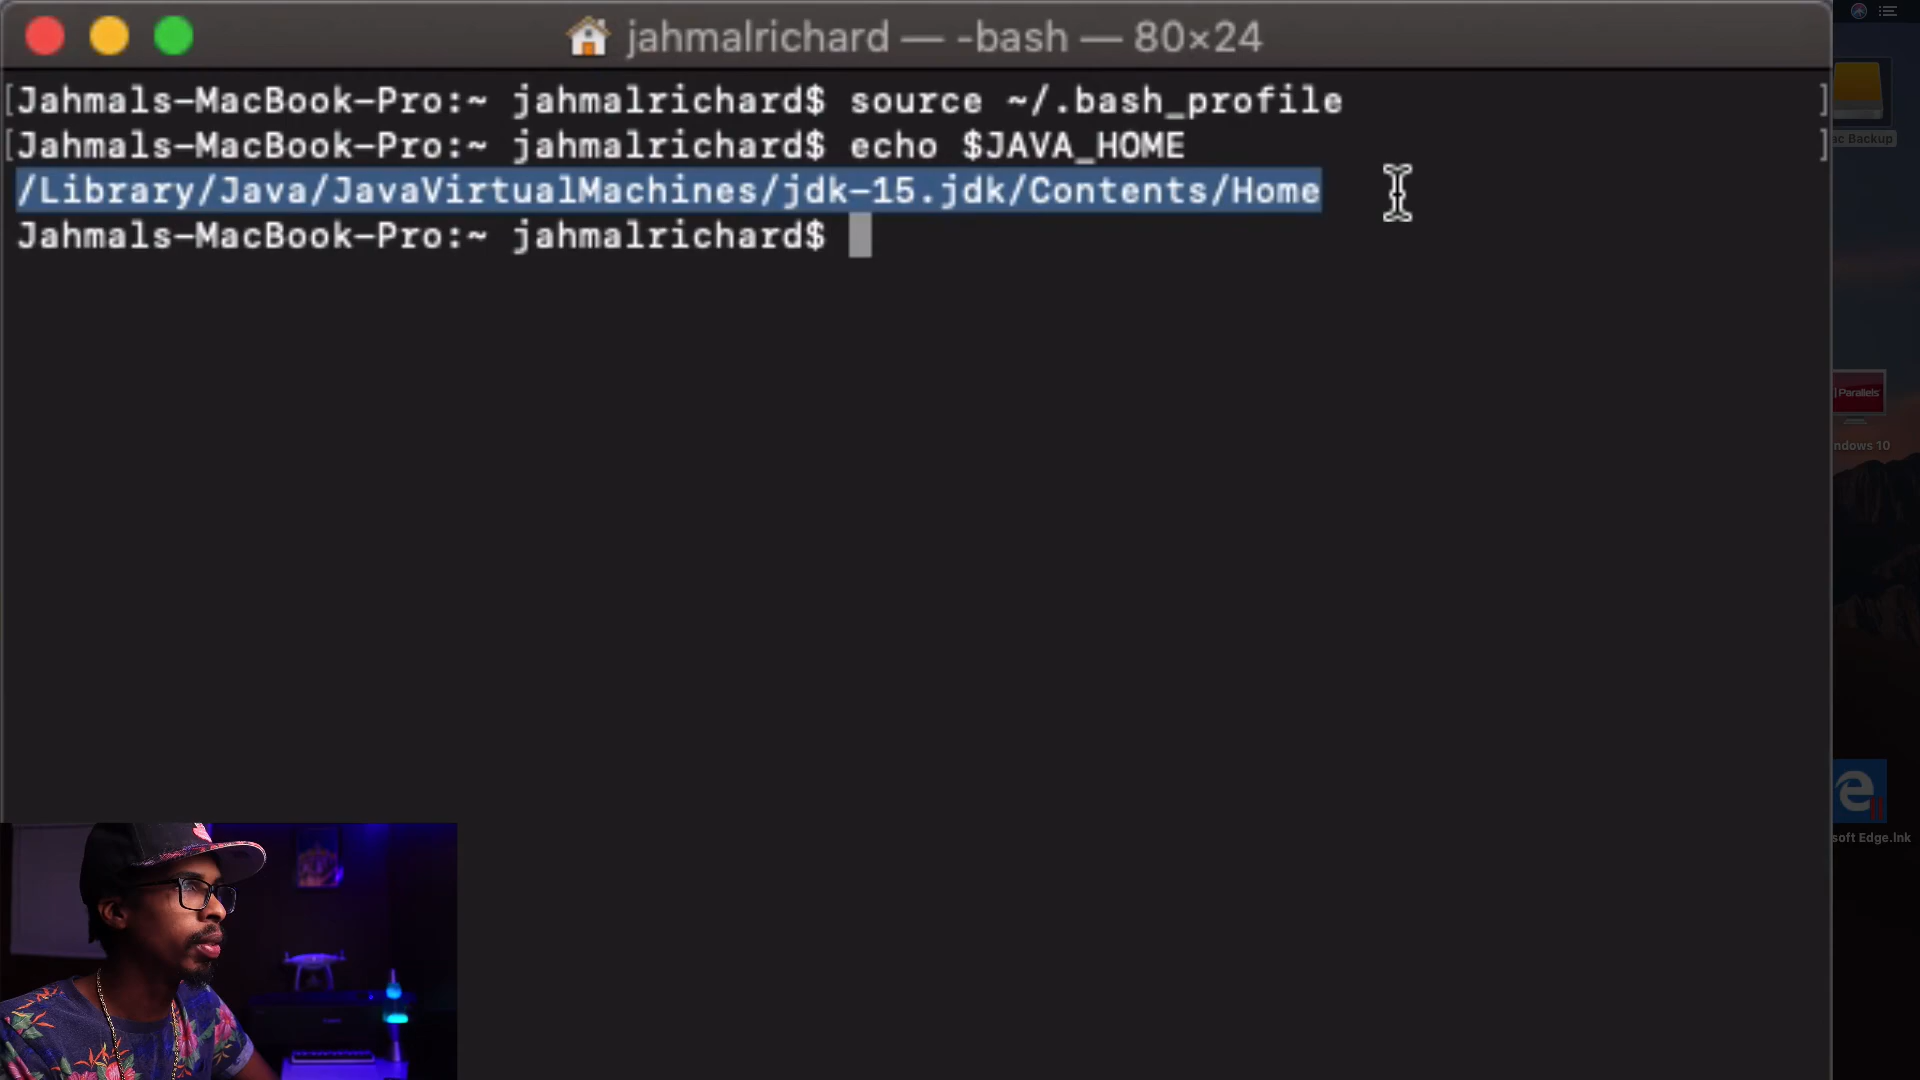 jahmalrichard — -bash — 80×24
[Jahmals-MacBook-Pro:~ jahmalrichard$ source ~/.bash_profile ]
[Jahmals-MacBook-Pro:~ jahmalrichard$ echo $JAVA_HOME ]
/Library/Java/JavaVirtualMachines/jdk-15.jdk/Contents/Home
Jahmals-MacBook-Pro:~ jahmalrichard$
ac Backup
Parallels
ndows 10
soft Edge.lnk